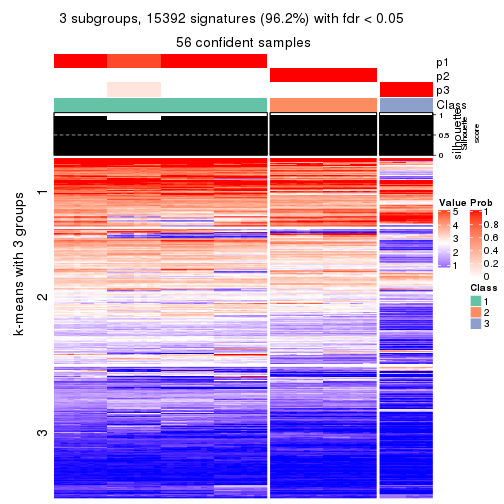 3 subgroups, 15392 signatures (96.2%) with fdr < 0.05
56 confident samples
p1
p2
p3
Class
1
0.5
0
silhouette
Silhouette
score
k-means with 3 groups
1
2
3
Value
5
4
3
2
1
Prob
1
0.8
0.6
0.4
0.2
0
Class
1
2
3